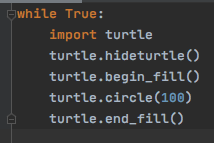 while True:
    import turtle
    turtle.hideturtle()
    turtle.begin_fill()
    turtle.circle(100)
    turtle.end_fill()